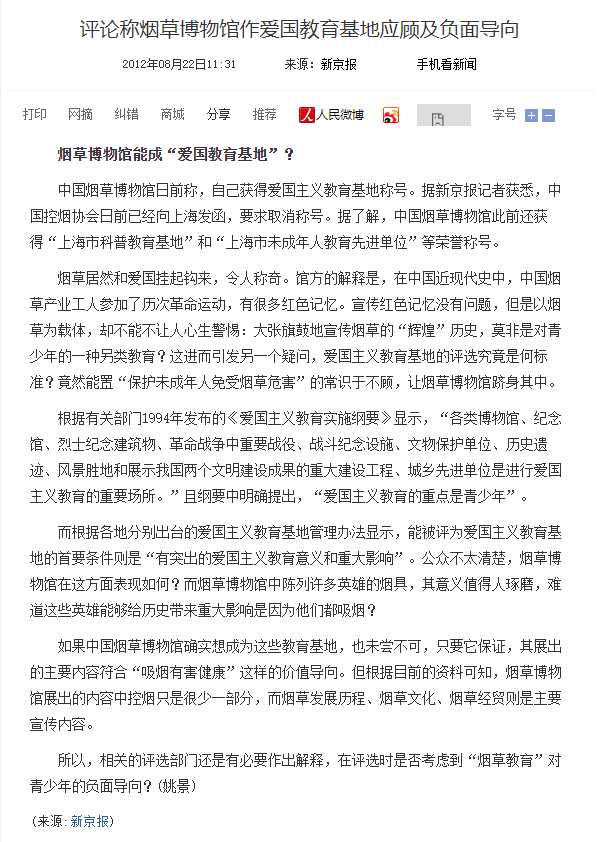 评论称烟草博物馆作爱国教育基地应顾及负面导向
2012年08月22日11:31 来源：新京报 手机看新闻
打印 网摘 纠错 商城 分享 推荐 人民微博 字号
烟草博物馆能成“爱国教育基地”？
中国烟草博物馆日前称，自己获得爱国主义教育基地称号。据新京报记者获悉，中
国控烟协会日前已经向上海发函，要求取消称号。据了解，中国烟草博物馆此前还获
得“上海市科普教育基地”和“上海市未成年人教育先进单位”等荣誉称号。
烟草居然和爱国挂起钩来，令人称奇。馆方的解释是，在中国近现代史中，中国烟
草产业工人参加了历次革命运动，有很多红色记忆。宣传红色记忆没有问题，但是以烟
草为载体，却不能不让人心生警惕：大张旗鼓地宣传烟草的“辉煌”历史，莫非是对青
少年的一种另类教育？这进而引发另一个疑问，爱国主义教育基地的评选究竟是何标
准？竟然能置“保护未成年人免受烟草危害”的常识于不顾，让烟草博物馆跻身其中。
根据有关部门1994年发布的《爱国主义教育实施纲要》显示，“各类博物馆、纪念
馆、烈士纪念建筑物、革命战争中重要战役、战斗纪念设施、文物保护单位、历史遗
迹、风景胜地和展示我国两个文明建设成果的重大建设工程、城乡先进单位是进行爱国
主义教育的重要场所。”且纲要中明确提出，“爱国主义教育的重点是青少年”。
而根据各地分别出台的爱国主义教育基地管理办法显示，能被评为爱国主义教育基
地的首要条件则是“有突出的爱国主义教育意义和重大影响”。公众不太清楚，烟草博
物馆在这方面表现如何？而烟草博物馆中陈列许多英雄的烟具，其意义值得人琢磨，难
道这些英雄能够给历史带来重大影响是因为他们都吸烟？
如果中国烟草博物馆确实想成为这些教育基地，也未尝不可，只要它保证，其展出
的主要内容符合“吸烟有害健康”这样的价值导向。但根据目前的资料可知，烟草博物
馆展出的内容中控烟只是很少一部分，而烟草发展历程、烟草文化、烟草经贸则是主要
宣传内容。
所以，相关的评选部门还是有必要作出解释，在评选时是否考虑到“烟草教育”对
青少年的负面导向？(姚景)
(来源：新京报)